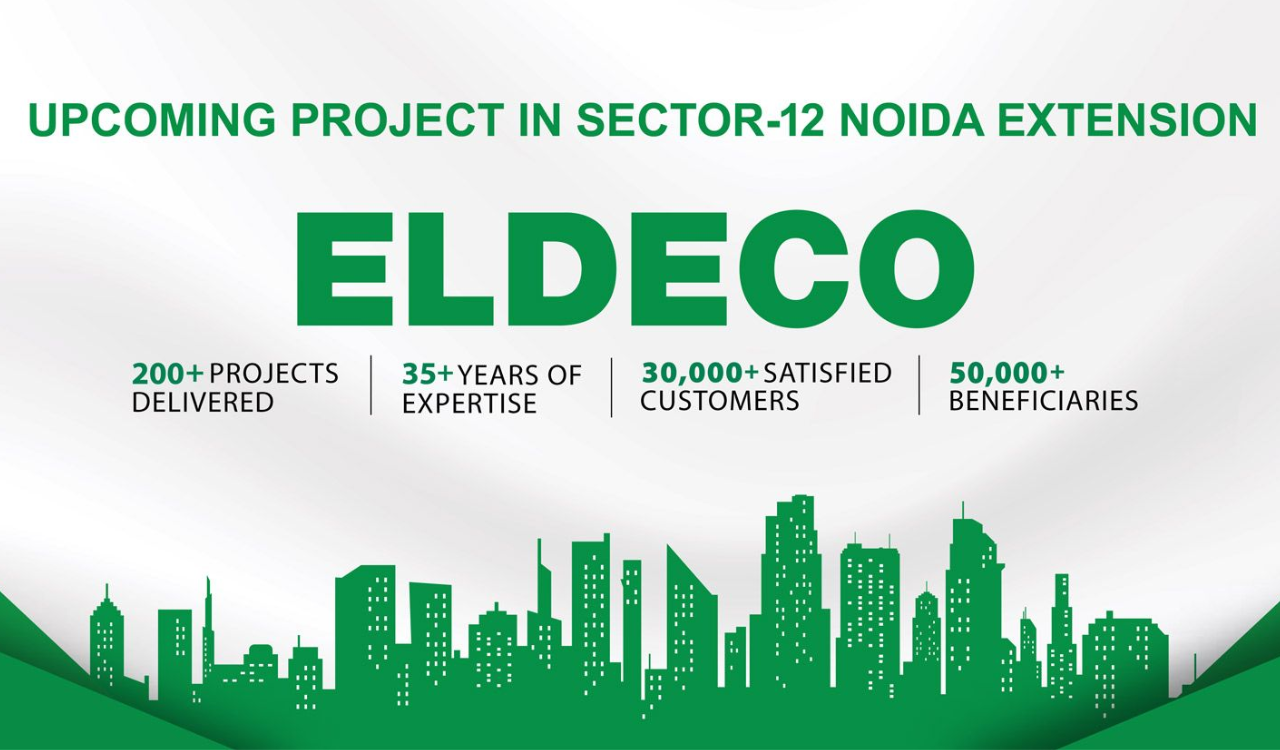 UPCOMING PROJECT IN SECTOR-12 NOIDA EXTENSION
ELDECO
200+ PROJECTS
DELIVERED
35+ YEARS OF
EXPERTISE
30,000+ SATISFIED
CUSTOMERS
50,000+
BENEFICIARIES